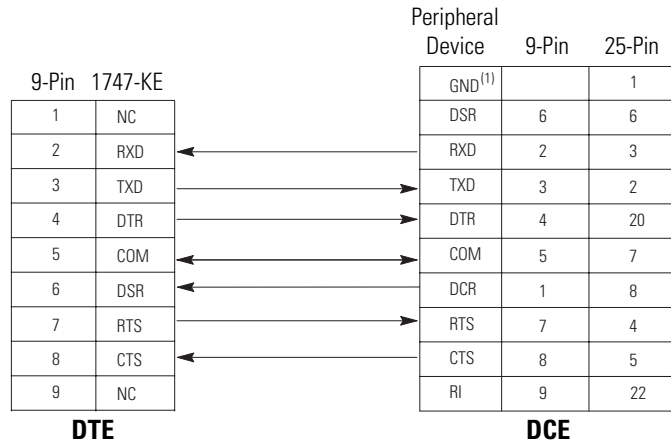 Peripheral
Device 9-Pin 25-Pin
9-Pin 1747-KE
GND(1) 1
1 NC DSR 6 6
2 RXD RXD 2 3
3 TXD TXD 3 2
4 DTR DTR 4 20
5 COM COM 5 7
6 DSR DCR 1 8
7 RTS RTS 7 4
8 CTS CTS 8 5
9 NC RI 9 22
DTE DCE